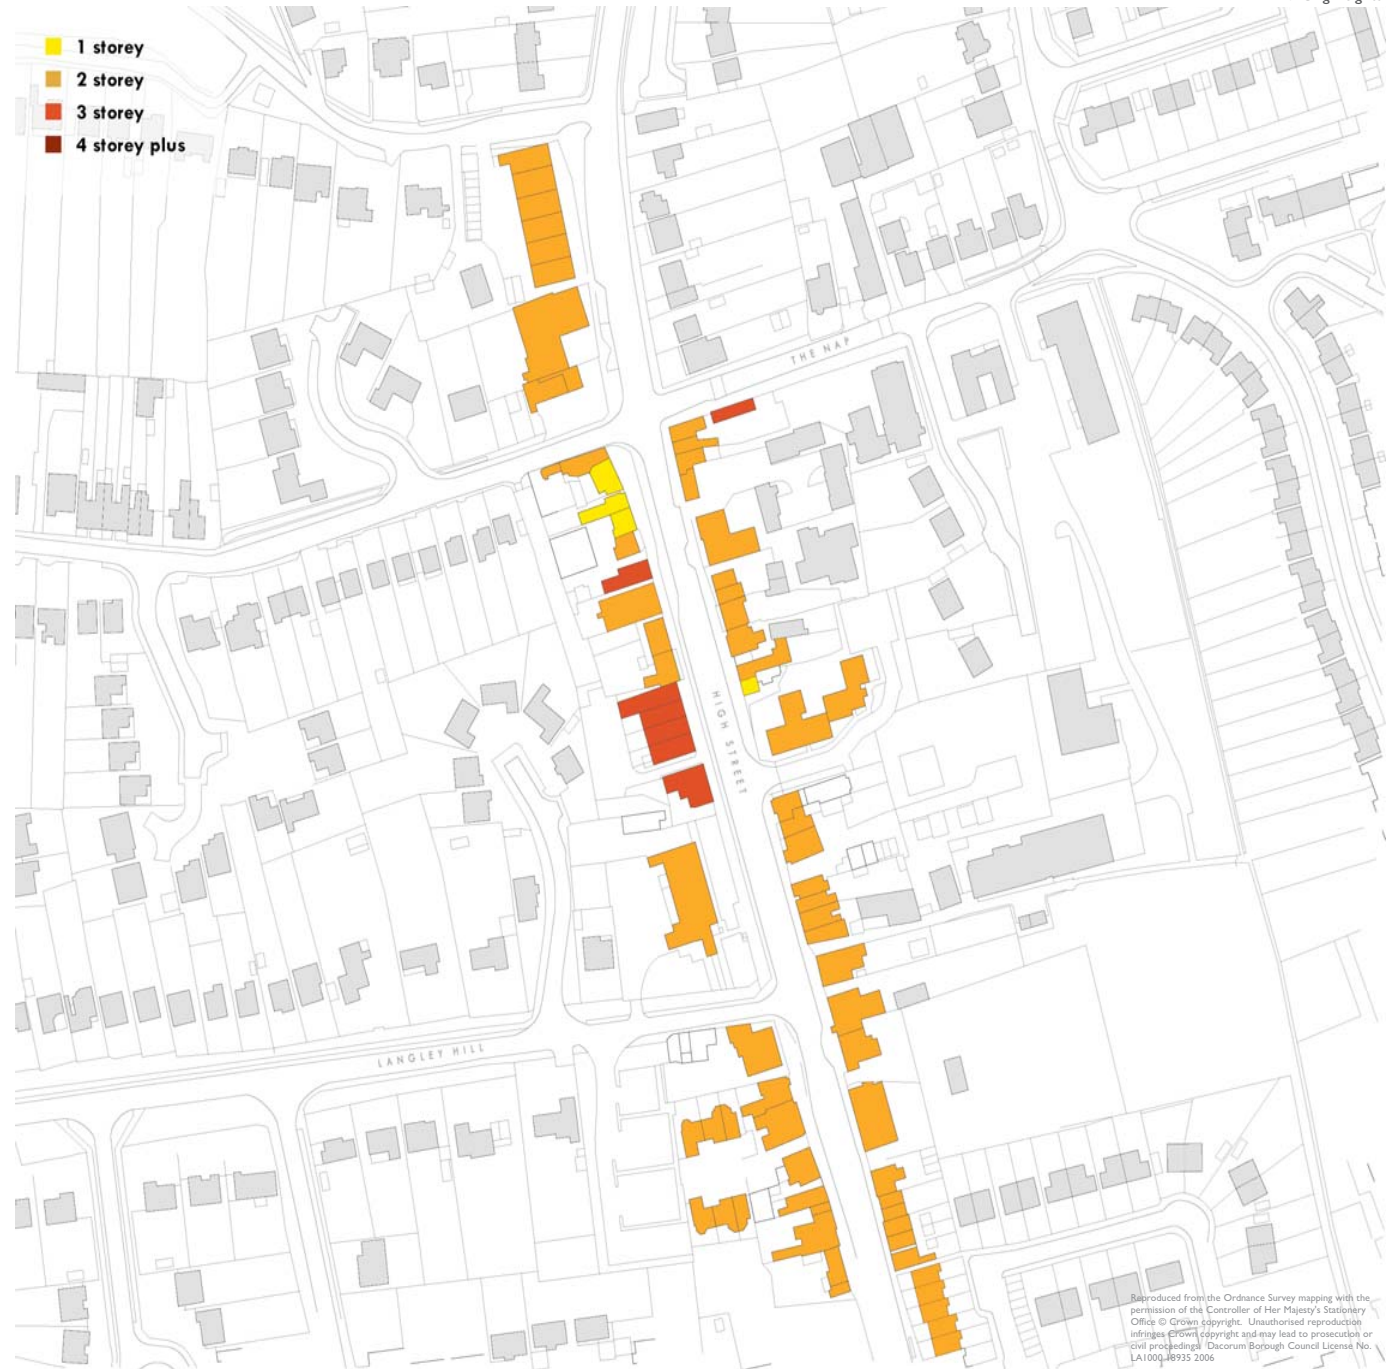 1 storey
2 storey
3 storey
4 storey plus
THE NAP
HIGH STREET
LANGLEY HILL
Reproduced from the Ordnance Survey mapping with the
permission of the Controller of Her Majesty's Stationery
Office © Crown copyright. Unauthorised reproduction
infringes Crown copyright and may lead to prosecution or
civil proceedings. Dacorum Borough Council License No.
LA1000 18935 2006